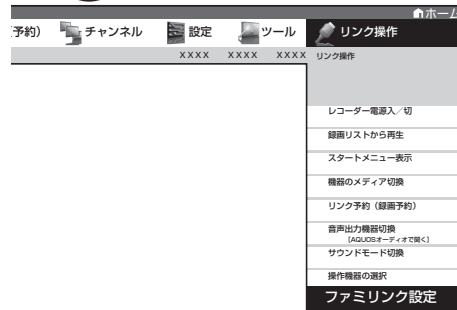 ホーム
予約） チャンネル 設定 ツール リンク操作
XXXX XXXX XXXX リンク操作
レコーダー電源入／切
録画リストから再生
スタートメニュー表示
機器のメディア切換
リンク予約（録画予約）
音声出力機器切換
［AQUOSオーディオで聞く］
サウンドモード切換
操作機器の選択
ファミリンク設定